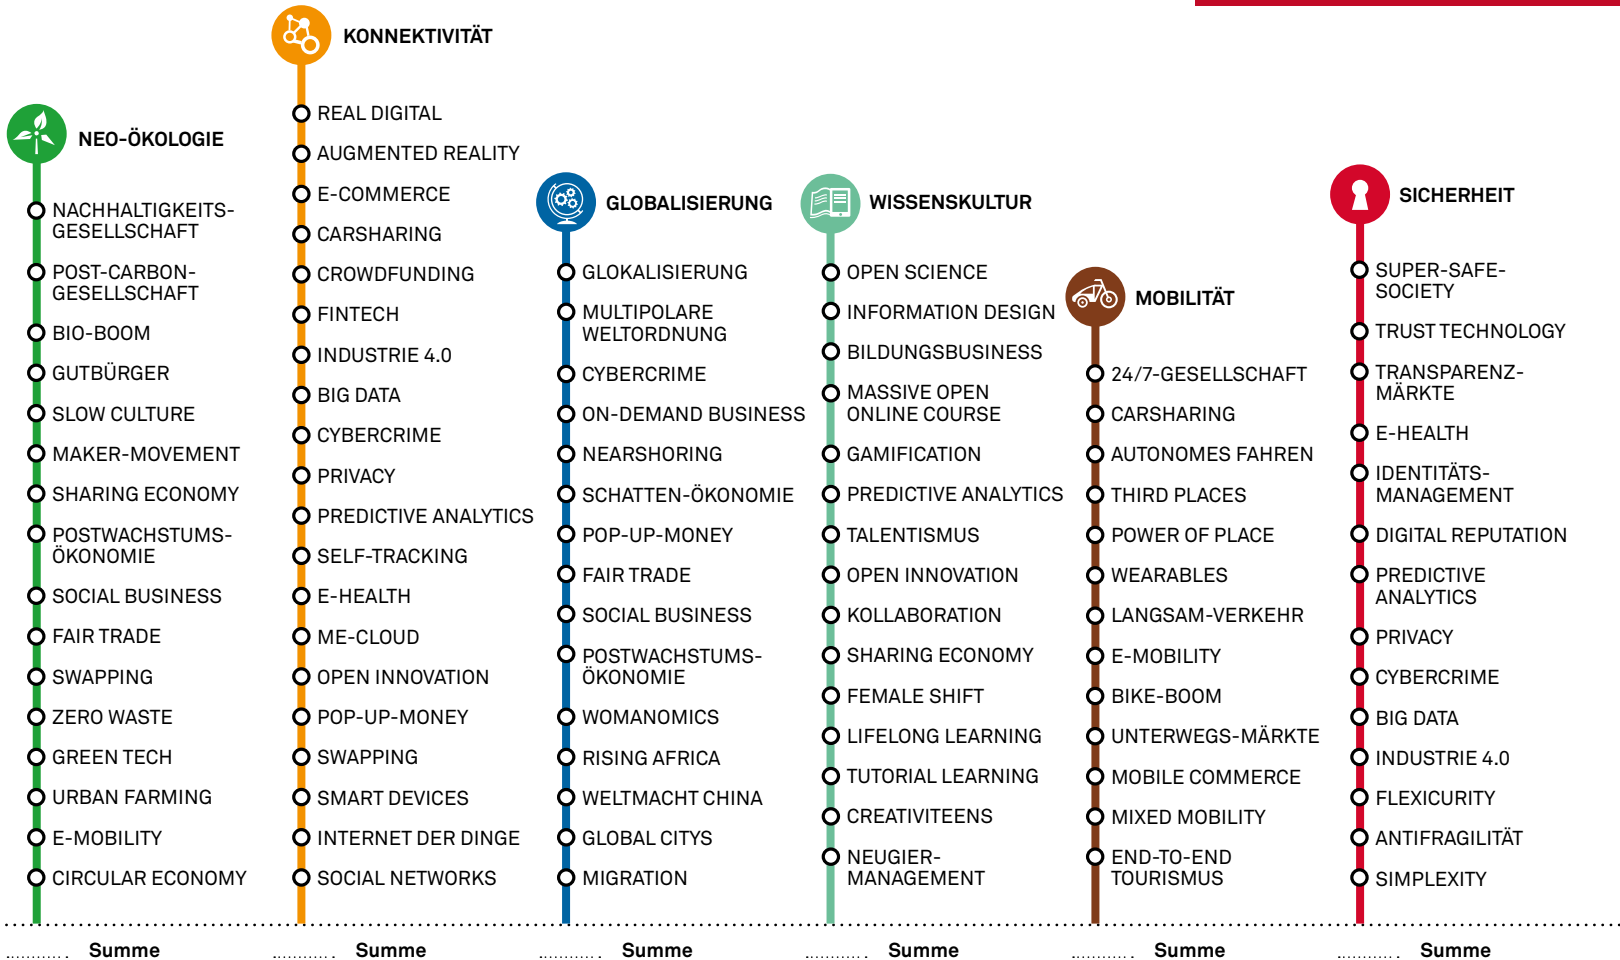 NEO-ÖKOLOGIE
NACHHALTIGKEITS-
GESELLSCHAFT
POST-CARBON-
GESELLSCHAFT
BIO-BOOM
GUTBÜRGER
SLOW CULTURE
MAKER-MOVEMENT
SHARING ECONOMY
POSTWACHSTUMS-
ÖKONOMIE
SOCIAL BUSINESS
FAIR TRADE
SWAPPING
ZERO WASTE
GREEN TECH
URBAN FARMING
E-MOBILITY
CIRCULAR ECONOMY
Summe
KONNEKTIVITÄT
REAL DIGITAL
AUGMENTED REALITY
E-COMMERCE
CARSHARING
CROWDFUNDING
FINTECH
INDUSTRIE 4.0
BIG DATA
CYBERCRIME
PRIVACY
PREDICTIVE ANALYTICS
SELF-TRACKING
E-HEALTH
ME-CLOUD
OPEN INNOVATION
POP-UP-MONEY
SWAPPING
SMART DEVICES
INTERNET DER DINGE
SOCIAL NETWORKS
Summe
GLOBALISIERUNG
GLOKALISIERUNG
MULTIPOLARE
WELTORDNUNG
CYBERCRIME
ON-DEMAND BUSINESS
NEARSHORING
SCHATTEN-ÖKONOMIE
POP-UP-MONEY
FAIR TRADE
SOCIAL BUSINESS
POSTWACHSTUMS-
ÖKONOMIE
WOMANOMICS
RISING AFRICA
WELTMACHT CHINA
GLOBAL CITYS
MIGRATION
Summe
WISSENSKULTUR
OPEN SCIENCE
INFORMATION DESIGN
BILDUNGSBUSINESS
MASSIVE OPEN
ONLINE COURSE
GAMIFICATION
PREDICTIVE ANALYTICS
TALENTISMUS
OPEN INNOVATION
KOLLABORATION
SHARING ECONOMY
FEMALE SHIFT
LIFELONG LEARNING
TUTORIAL LEARNING
CREATIVITEENS
NEUGIER-
MANAGEMENT
Summe
MOBILITÄT
24/7-GESELLSCHAFT
CARSHARING
AUTONOMES FAHREN
THIRD PLACES
POWER OF PLACE
WEARABLES
LANGSAM-VERKEHR
E-MOBILITY
BIKE-BOOM
UNTERWEGS-MÄRKTE
MOBILE COMMERCE
MIXED MOBILITY
END-TO-END
TOURISMUS
Summe
SICHERHEIT
SUPER-SAFE-
SOCIETY
TRUST TECHNOLOGY
TRANSPARENZ-
MÄRKTE
E-HEALTH
IDENTITÄTS-
MANAGEMENT
DIGITAL REPUTATION
PREDICTIVE
ANALYTICS
PRIVACY
CYBERCRIME
BIG DATA
INDUSTRIE 4.0
FLEXICURITY
ANTIFRAGILITÄT
SIMPLEXITY
Summe